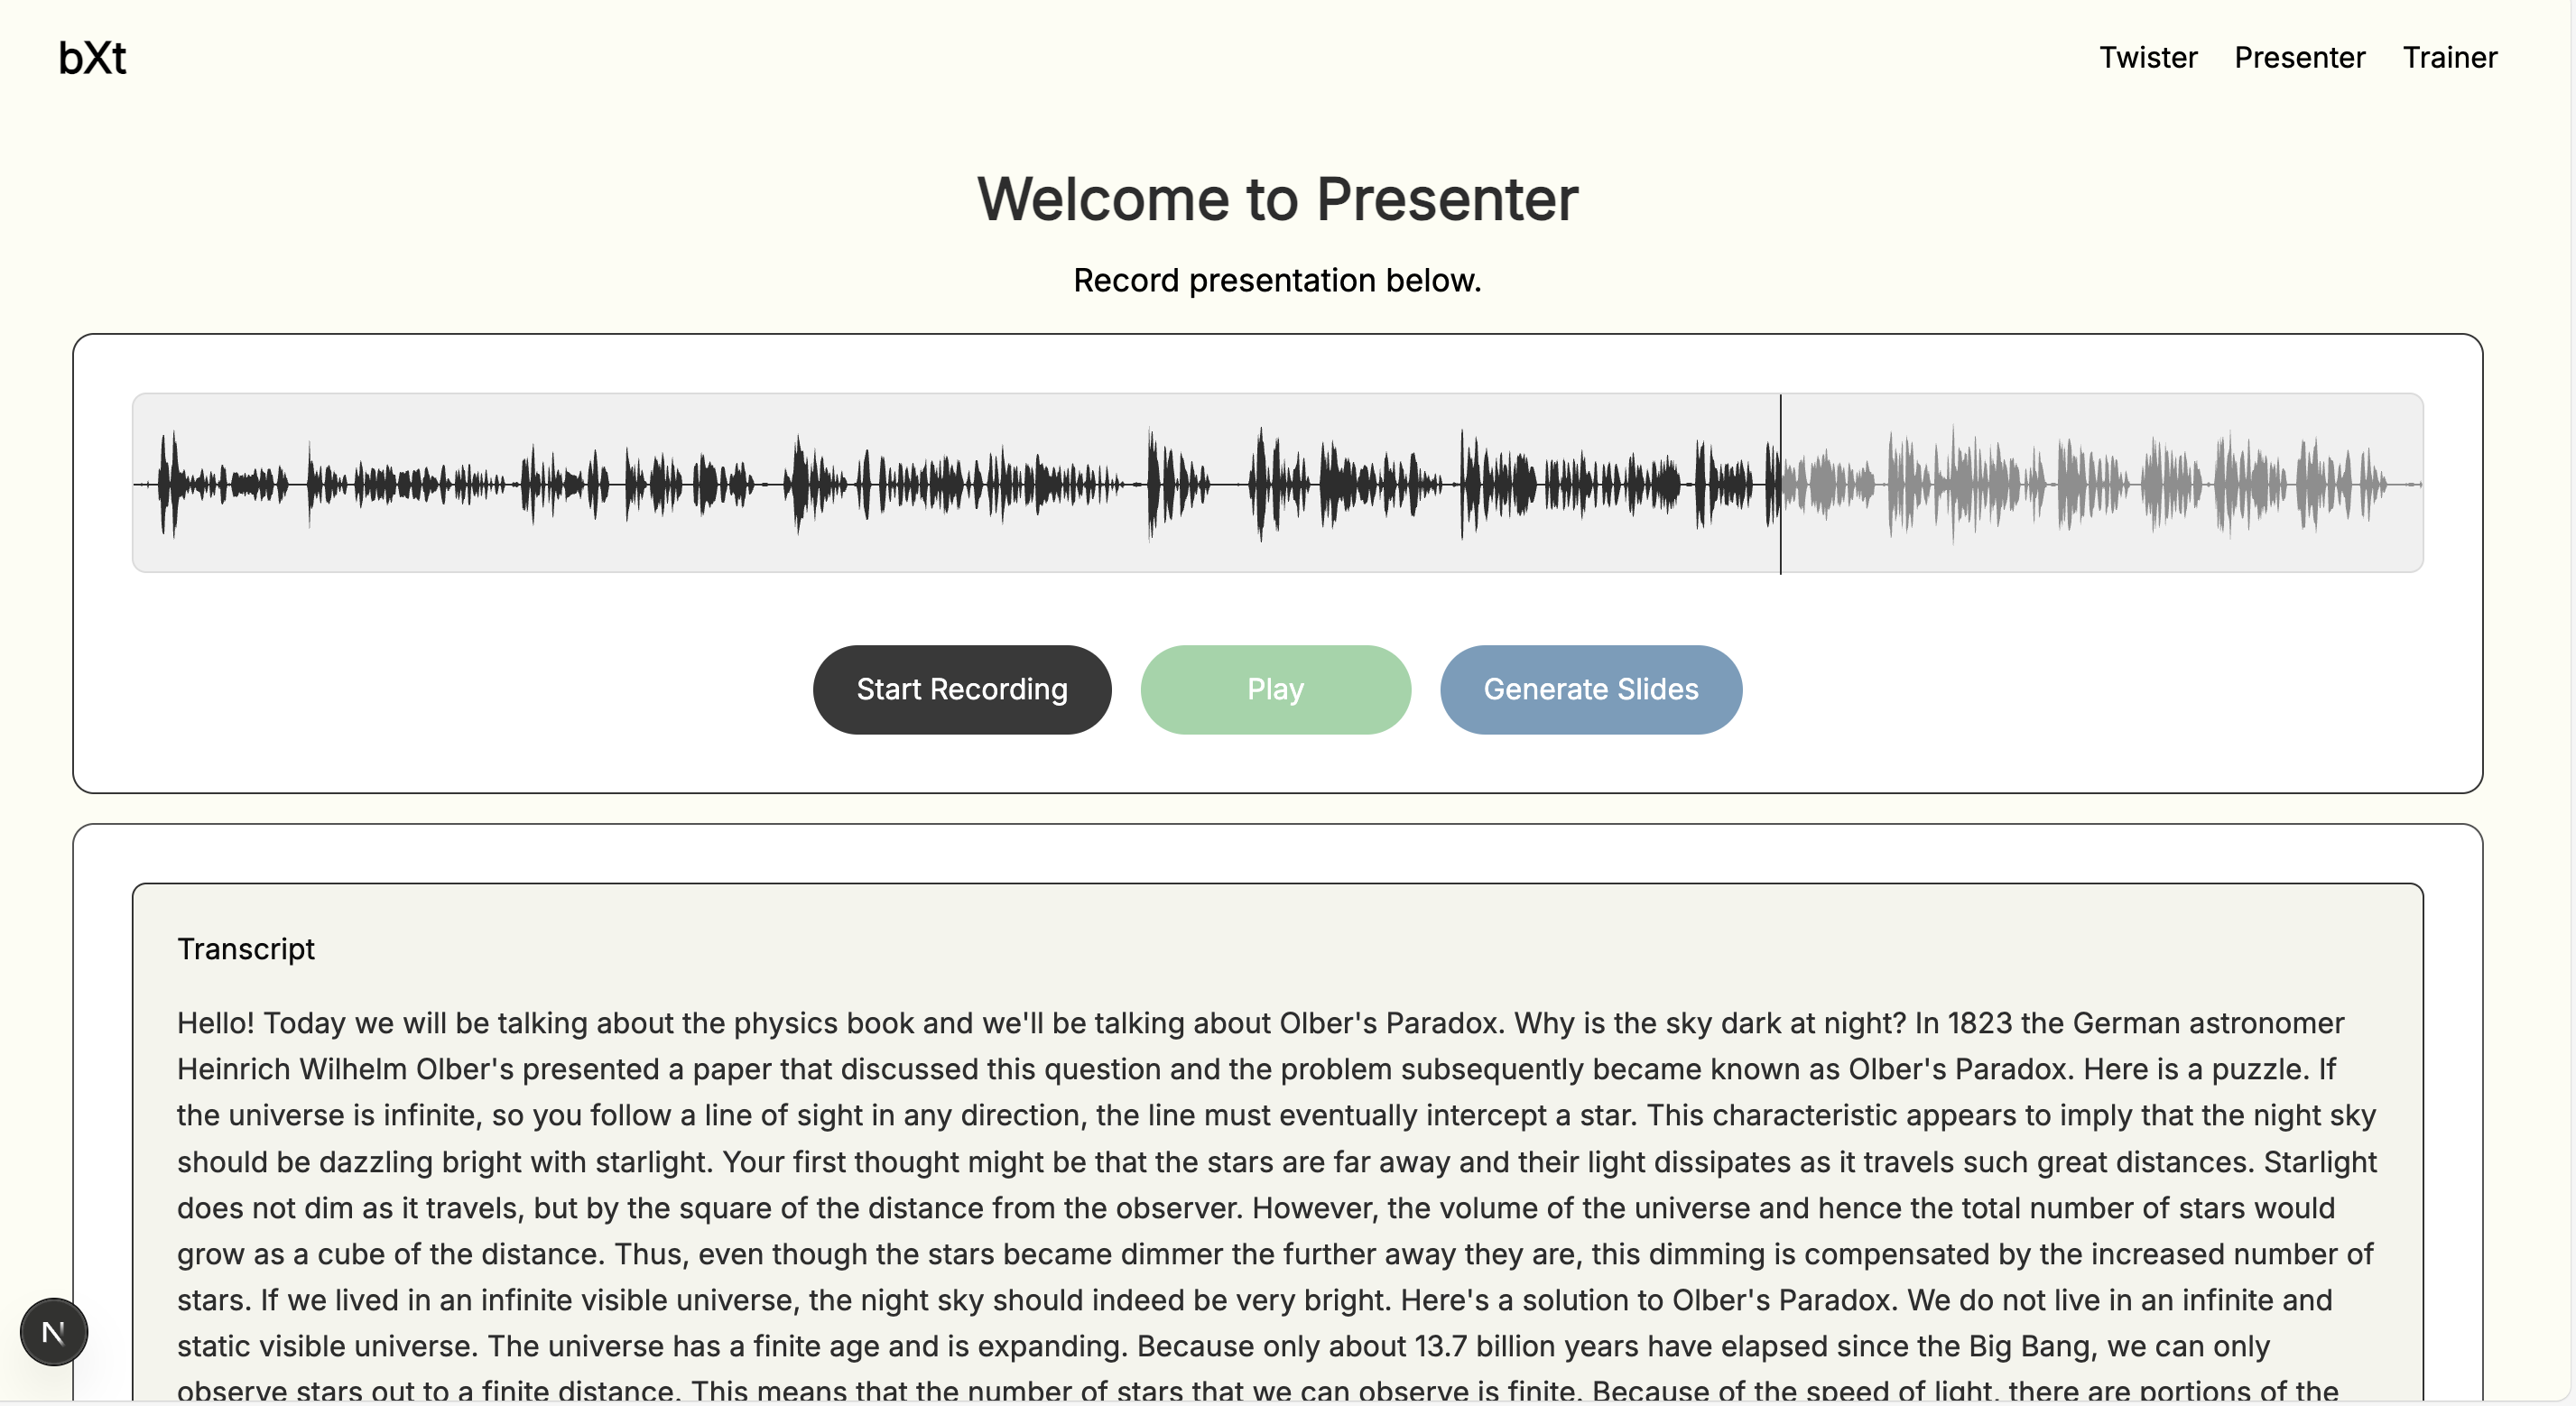 bXt
Twister Presenter Trainer
Welcome to Presenter
Record presentation below.
Start Recording Play Generate Slides
Transcript
Hello! Today we will be talking about the physics book and we'll be talking about Olber's Paradox. Why is the sky dark at night? In 1823 the German astronomer
Heinrich Wilhelm Olber's presented a paper that discussed this question and the problem subsequently became known as Olber's Paradox. Here is a puzzle. If
the universe is infinite, so you follow a line of sight in any direction, the line must eventually intercept a star. This characteristic appears to imply that the night sky
should be dazzling bright with starlight. Your first thought might be that the stars are far away and their light dissipates as it travels such great distances. Starlight
does not dim as it travels, but by the square of the distance from the observer. However, the volume of the universe and hence the total number of stars would
grow as a cube of the distance. Thus, even though the stars became dimmer the further away they are, this dimming is compensated by the increased number of
stars. If we lived in an infinite visible universe, the night sky should indeed be very bright. Here's a solution to Olber's Paradox. We do not live in an infinite and
static visible universe. The universe has a finite age and is expanding. Because only about 13.7 billion years have elapsed since the Big Bang, we can only
observe stars out to a finite distance. This means that the number of stars that we can observe is finite. Because of the speed of light, there are portions of the
N